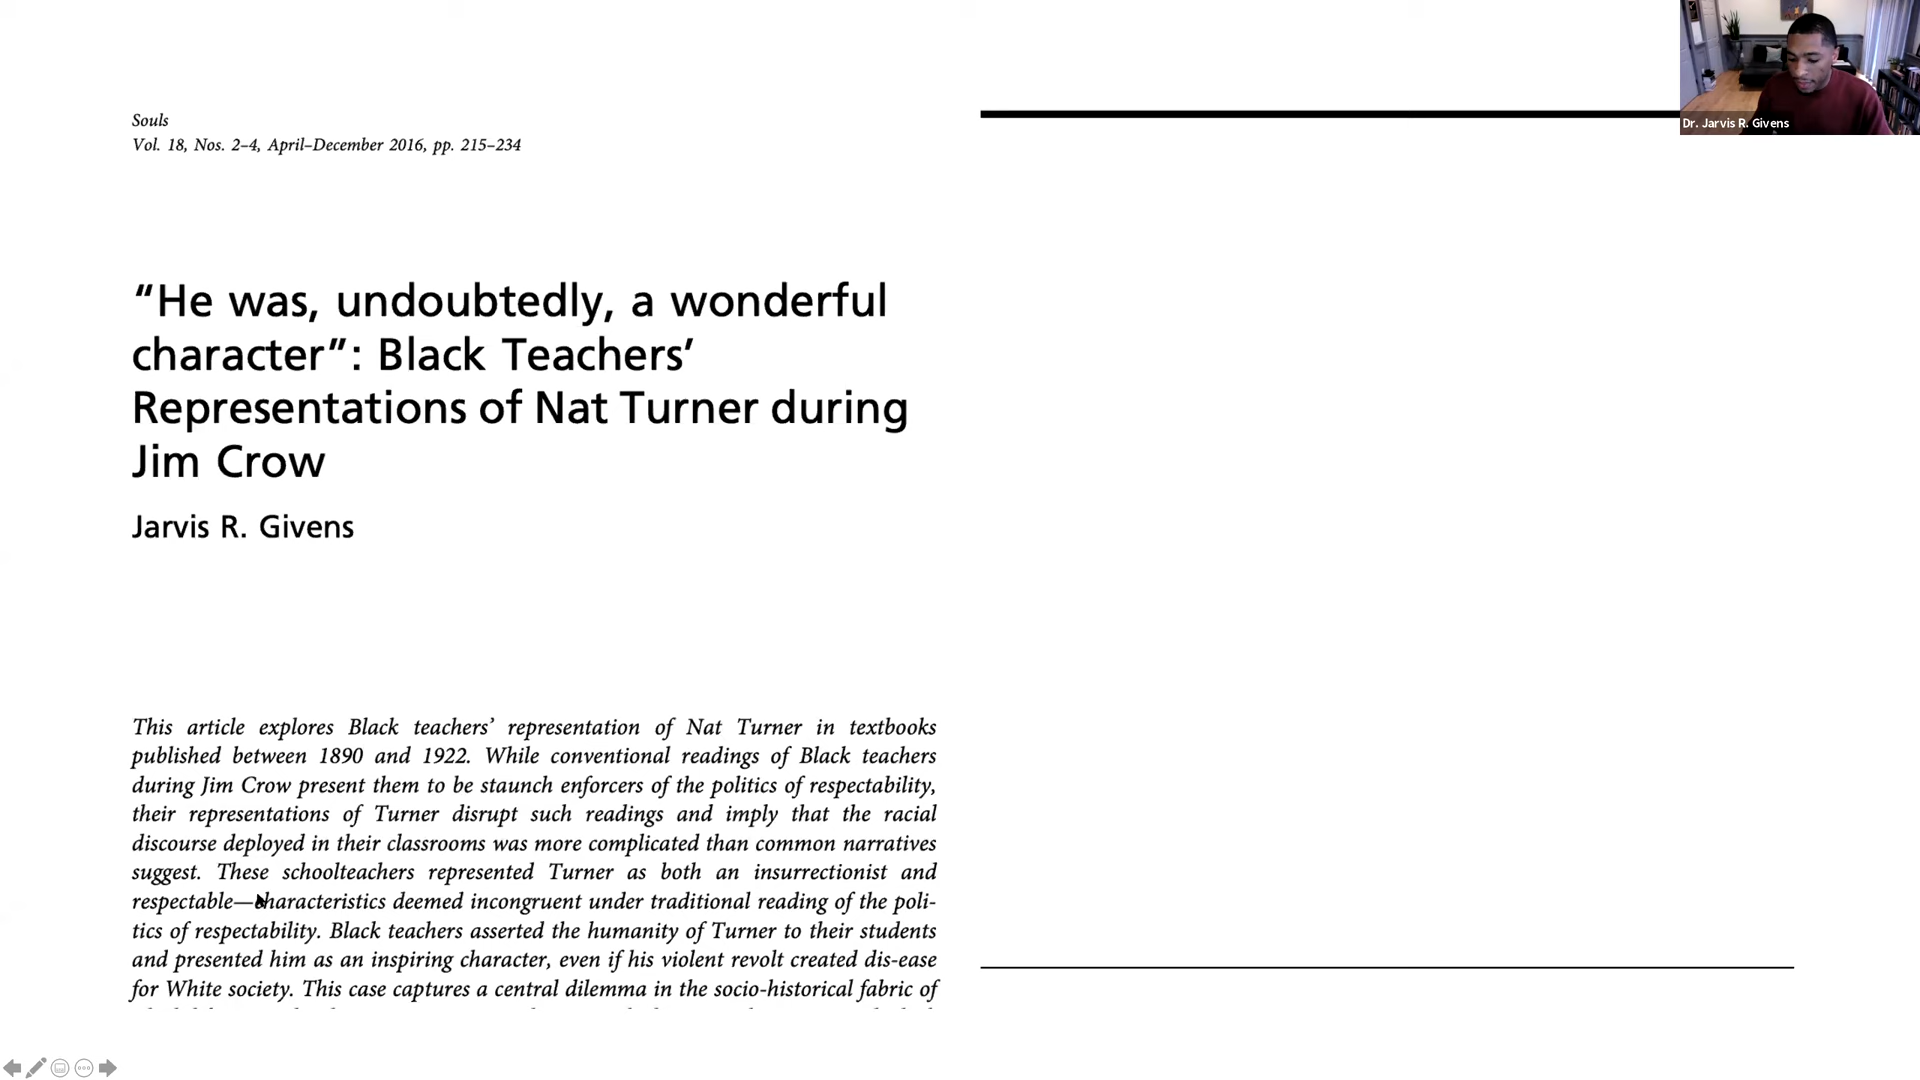 Souls
Vol. 18, Nos. 2–4, April–December 2016, pp. 215–234
“He was, undoubtedly, a wonderful
character”: Black Teachers’
Representations of Nat Turner during
Jim Crow
Jarvis R. Givens
This article explores Black teachers’ representation of Nat Turner in textbooks
published between 1890 and 1922. While conventional readings of Black teachers
during Jim Crow present them to be staunch enforcers of the politics of respectability,
their representations of Turner disrupt such readings and imply that the racial
discourse deployed in their classrooms was more complicated than common narratives
suggest. These schoolteachers represented Turner as both an insurrectionist and
respectable—characteristics deemed incongruent under traditional reading of the poli-
tics of respectability. Black teachers asserted the humanity of Turner to their students
and presented him as an inspiring character, even if his violent revolt created dis-ease
for White society. This case captures a central dilemma in the socio-historical fabric of
Dr. Jarvis R. Givens